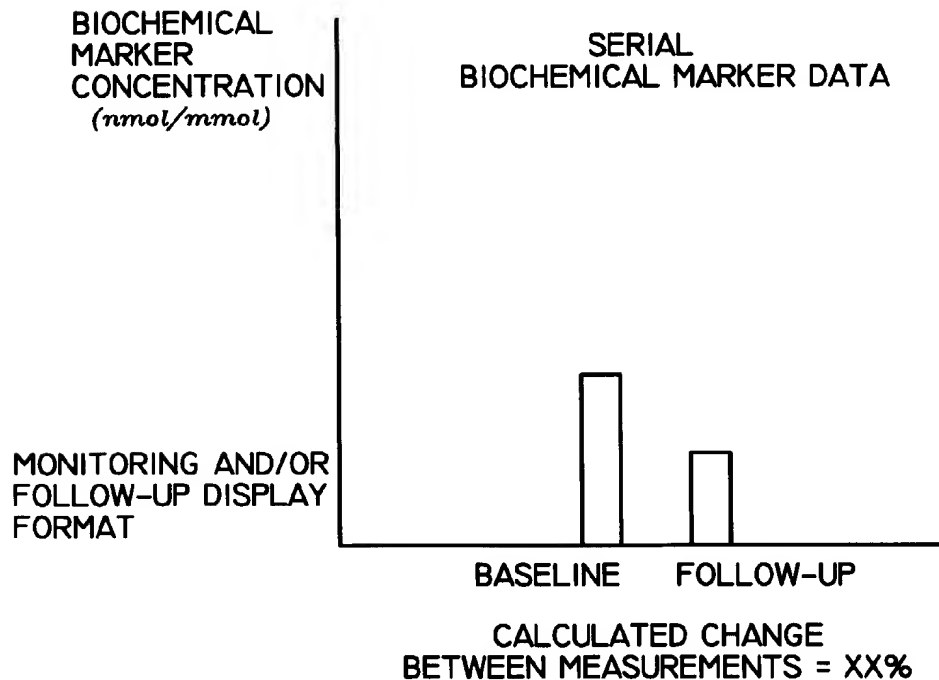 BIOCHEMICAL
MARKER
CONCENTRATION
(nmol/mmol)
SERIAL
BIOCHEMICAL MARKER DATA
MONITORING AND/OR
FOLLOW-UP DISPLAY
FORMAT
BASELINE FOLLOW-UP
CALCULATED CHANGE
BETWEEN MEASUREMENTS = XX%